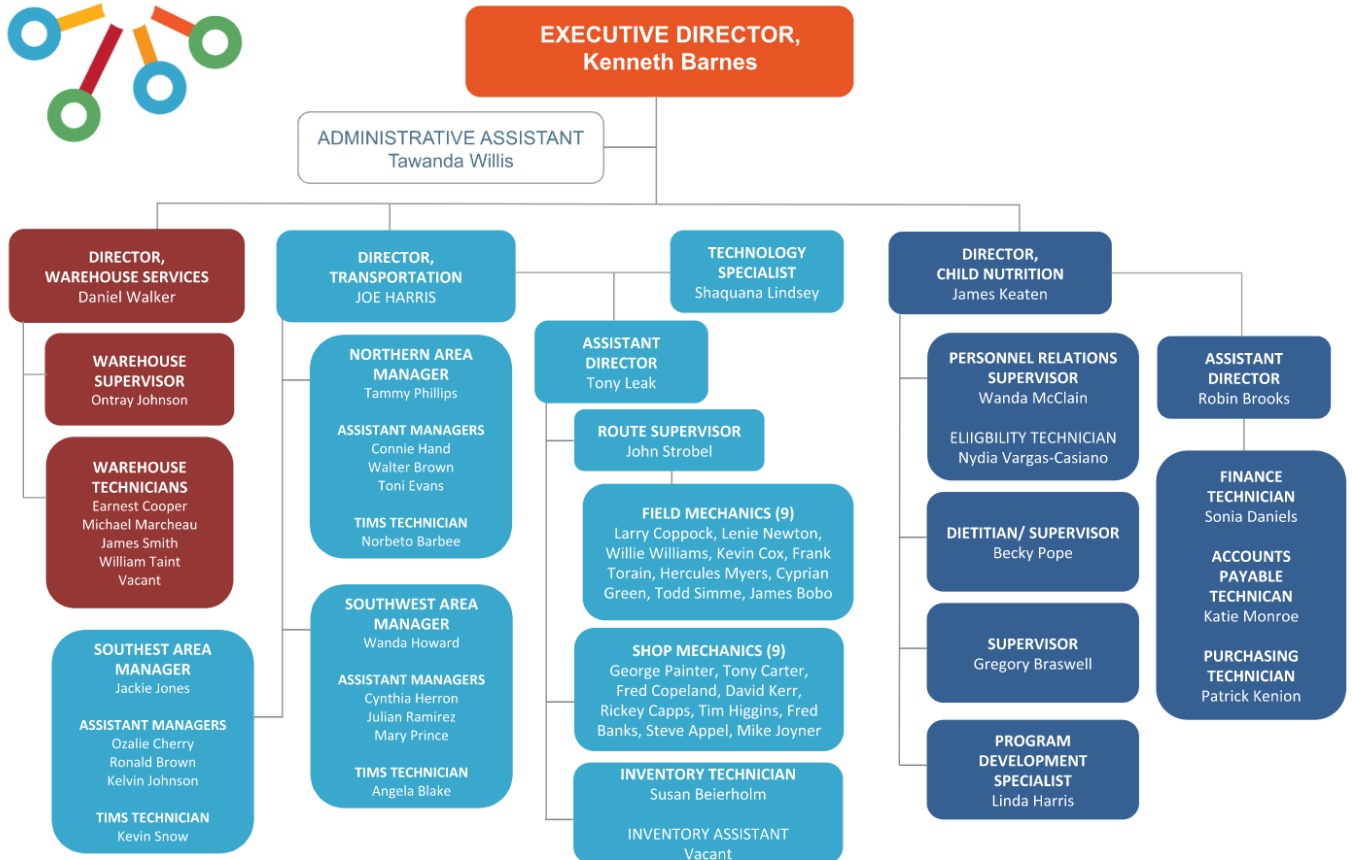 EXECUTIVE DIRECTOR,
Kenneth Barnes
ADMINISTRATIVE ASSISTANT
Tawanda Willis
DIRECTOR,
WAREHOUSE SERVICES
Daniel Walker
WAREHOUSE
SUPERVISOR
Ontray Johnson
WAREHOUSE
TECHNICIANS
Earnest Cooper
Michael Marcheau
James Smith
William Taint
Vacant
DIRECTOR,
TRANSPORTATION
JOE HARRIS
TECHNOLOGY
SPECIALIST
Shaquana Lindsey
NORTHERN AREA
MANAGER
Tammy Phillips
ASSISTANT MANAGERS
Connie Hand
Walter Brown
Toni Evans
TIMS TECHNICIAN
Norbeto Barbee
SOUTHWEST AREA
MANAGER
Wanda Howard
ASSISTANT MANAGERS
Cynthia Herron
Julian Ramirez
Mary Prince
TIMS TECHNICIAN
Angela Blake
SOUTHEST AREA
MANAGER
Jackie Jones
ASSISTANT MANAGERS
Ozalie Cherry
Ronald Brown
Kelvin Johnson
TIMS TECHNICIAN
Kevin Snow
ASSISTANT
DIRECTOR
Tony Leak
ROUTE SUPERVISOR
John Strobel
FIELD MECHANICS (9)
Larry Coppock, Lenie Newton,
Willie Williams, Kevin Cox, Frank
Torain, Hercules Myers, Cyprian
Green, Todd Simme, James Bobo
SHOP MECHANICS (9)
George Painter, Tony Carter,
Fred Copeland, David Kerr,
Rickey Capps, Tim Higgins, Fred
Banks, Steve Appel, Mike Joyner
INVENTORY TECHNICIAN
Susan Beierholm
INVENTORY ASSISTANT
Vacant
DIRECTOR,
CHILD NUTRITION
James Keaten
PERSONNEL RELATIONS
SUPERVISOR
Wanda McClain
ELIIGBILITY TECHNICIAN
Nydia Vargas-Casiano
DIETITIAN/ SUPERVISOR
Becky Pope
SUPERVISOR
Gregory Braswell
PROGRAM
DEVELOPMENT
SPECIALIST
Linda Harris
ASSISTANT
DIRECTOR
Robin Brooks
FINANCE
TECHNICIAN
Sonia Daniels
ACCOUNTS
PAYABLE
TECHNICAN
Katie Monroe
PURCHASING
TECHNICIAN
Patrick Kenion